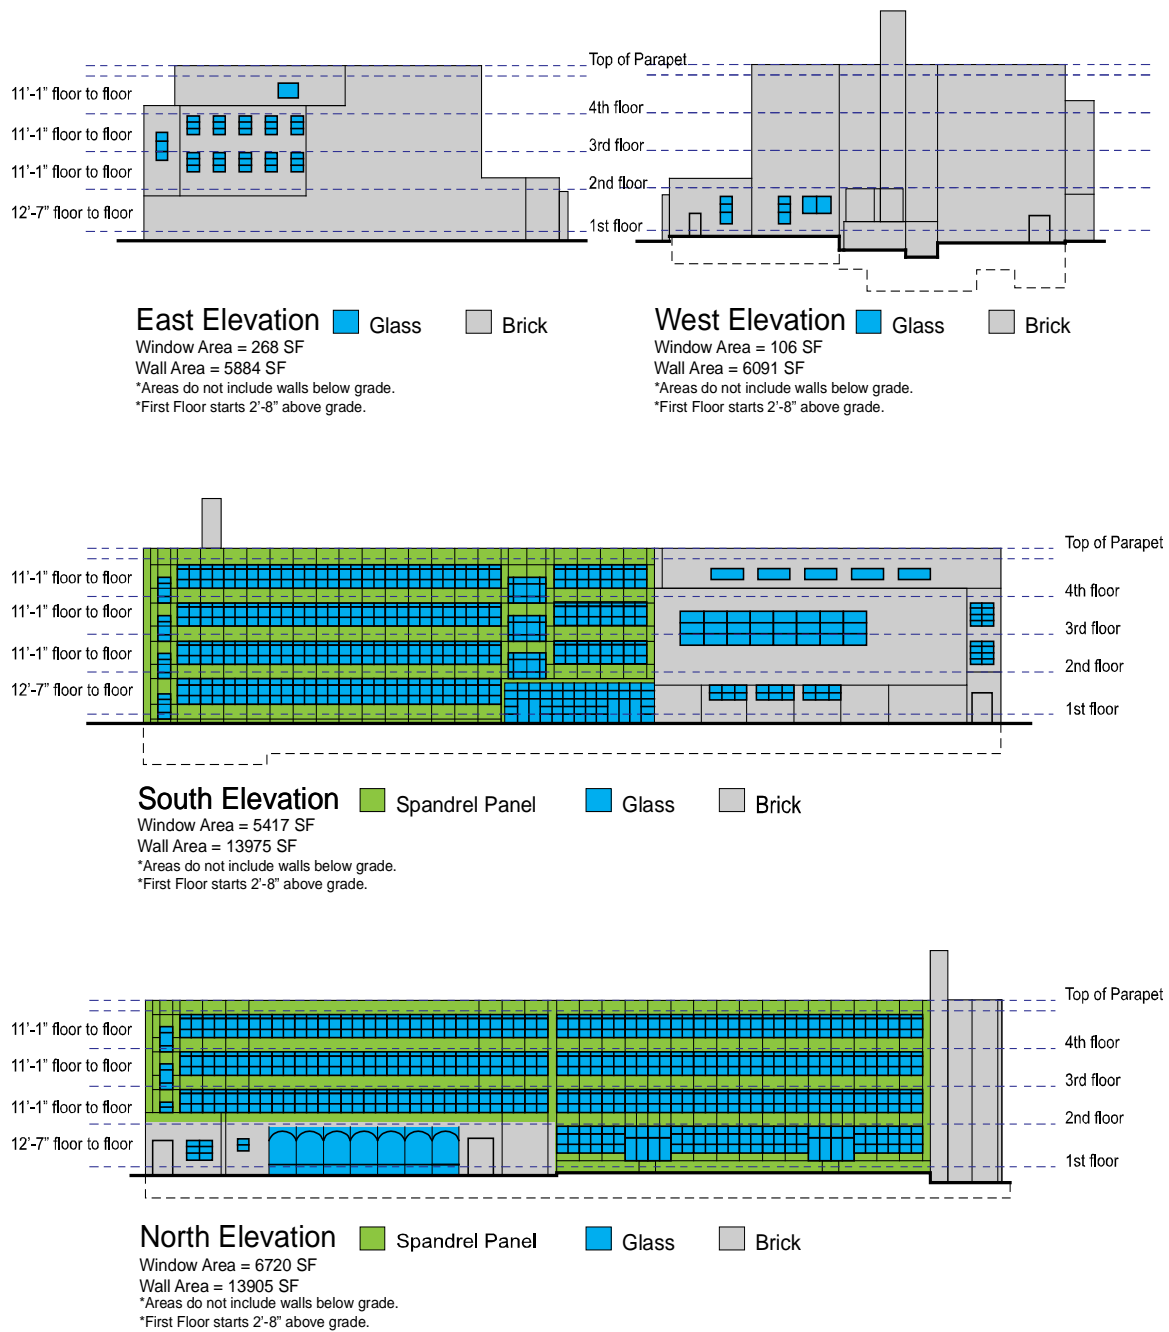 Top of Parapet
11'-1" floor to floor
4th floor
11'-1" floor to floor
3rd floor
11'-1" floor to floor
2nd floor
12'-7" floor to floor
1st floor
East Elevation Glass Brick
Window Area = 268 SF
Wall Area = 5884 SF
*Areas do not include walls below grade.
*First Floor starts 2'-8" above grade.
West Elevation Glass Brick
Window Area = 106 SF
Wall Area = 6091 SF
*Areas do not include walls below grade.
*First Floor starts 2'-8" above grade.
Top of Parapet
11'-1" floor to floor
4th floor
11'-1" floor to floor
3rd floor
11'-1" floor to floor
2nd floor
12'-7" floor to floor
1st floor
South Elevation Spandrel Panel Glass Brick
Window Area = 5417 SF
Wall Area = 13975 SF
*Areas do not include walls below grade.
*First Floor starts 2'-8" above grade.
Top of Parapet
11'-1" floor to floor
4th floor
11'-1" floor to floor
3rd floor
11'-1" floor to floor
2nd floor
12'-7" floor to floor
1st floor
North Elevation Spandrel Panel Glass Brick
Window Area = 6720 SF
Wall Area = 13905 SF
*Areas do not include walls below grade.
*First Floor starts 2'-8" above grade.